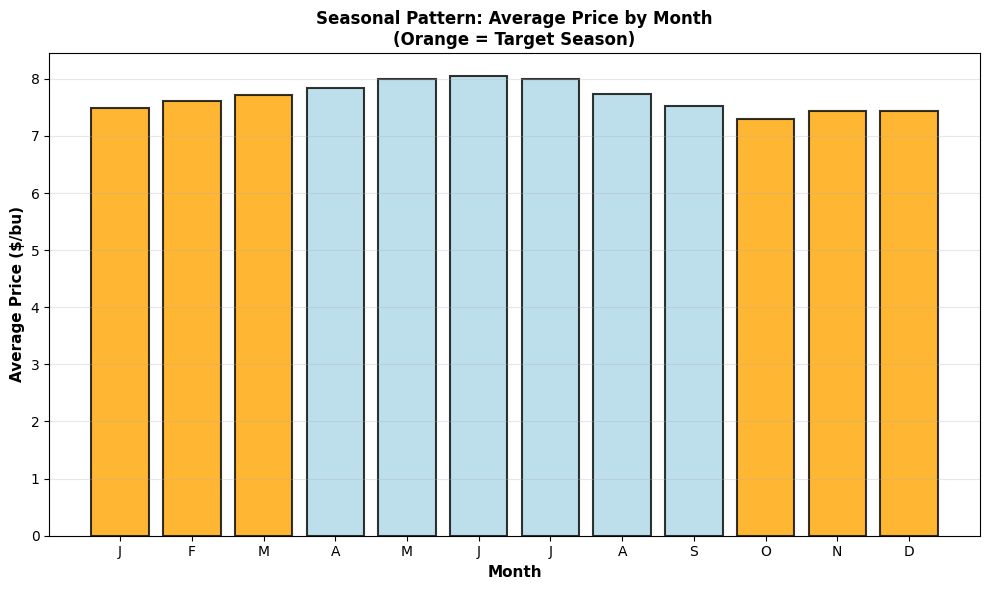 Seasonal Pattern: Average Price by Month
(Orange = Target Season)
Average Price ($/bu)
8
7
6
5
4
3
2
1
0
J F M A M J J A S O N D
Month